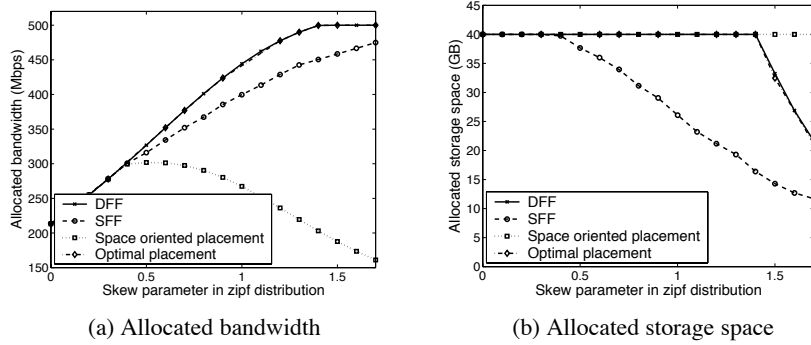 500
450
400
350
300
250
200
150
Allocated bandwidth (Mbps)
DFF
SFF
Space oriented placement
Optimal placement
0 0.5 1 1.5
Skew parameter in zipf distribution
(a) Allocated bandwidth
45
40
35
30
25
20
15
10
5
0
Allocated storage space (GB)
DFF
SFF
Space oriented placement
Optimal placement
0 0.5 1 1.5
Skew parameter in zipf distribution
(b) Allocated storage space